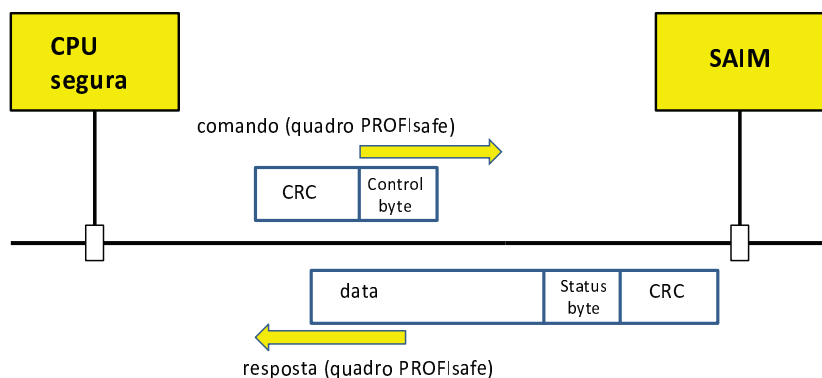 CPU
segura
SAIM
comando (quadro PROFIsafe)
CRC
Control
byte
data
Status
byte
CRC
resposta (quadro PROFIsafe)